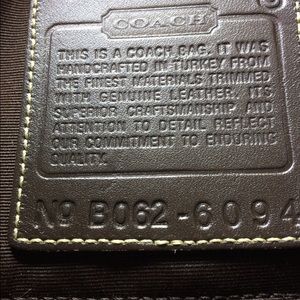 COACH
®
THIS IS A COACH BAG. IT WAS
HANDCRAFTED IN TURKEY FROM
THE FINEST MATERIALS TRIMMED
WITH GENUINE LEATHER. ITS
SUPERIOR CRAFTSMANSHIP AND
ATTENTION TO DETAIL REFLECT
OUR COMMITMENT TO ENDURING
QUALITY.
Nº B062-6094